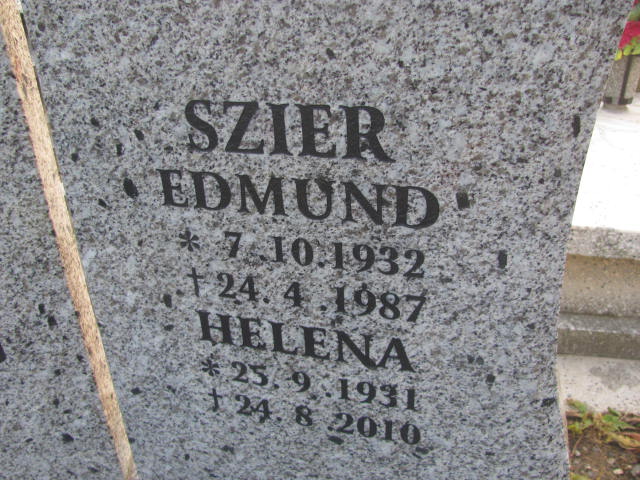 SZIER
EDMUND
* 7.10.1932
† 24.4.1987
HELENA
* 25.9.1931
† 24.8.2010